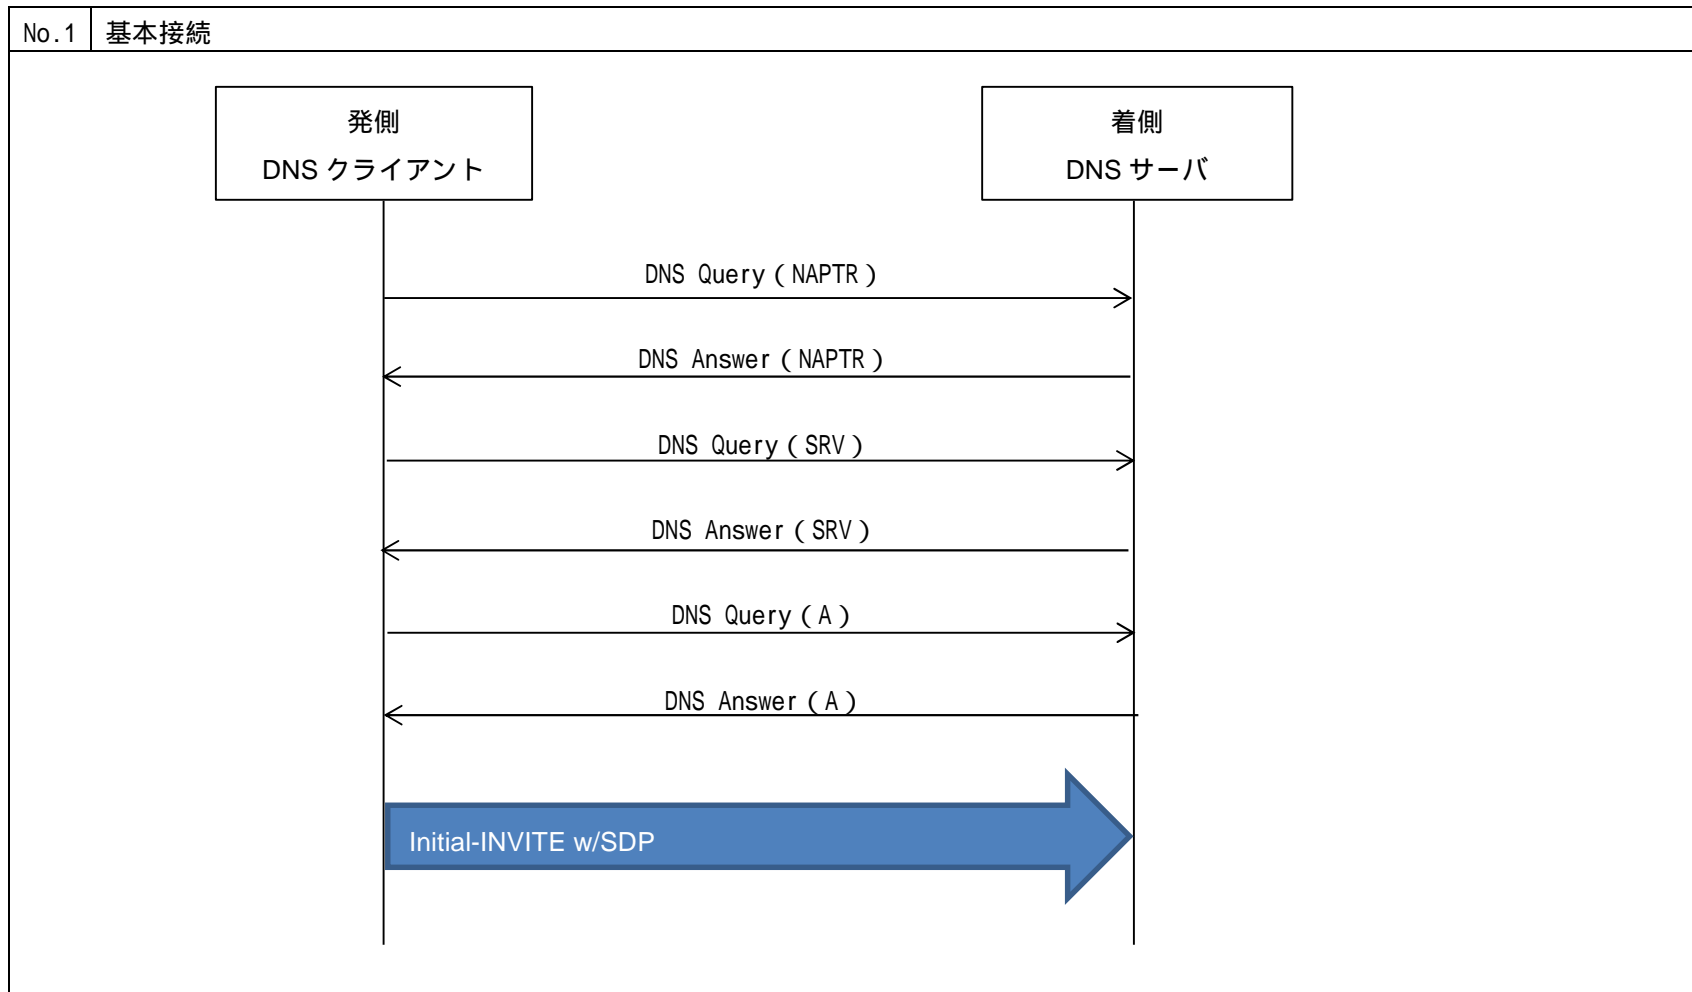 No.1 基本接続
発側
DNS クライアント
着側
DNS サーバ
DNS Query（NAPTR）
DNS Answer（NAPTR）
DNS Query（SRV）
DNS Answer（SRV）
DNS Query（A）
DNS Answer（A）
Initial-INVITE w/SDP